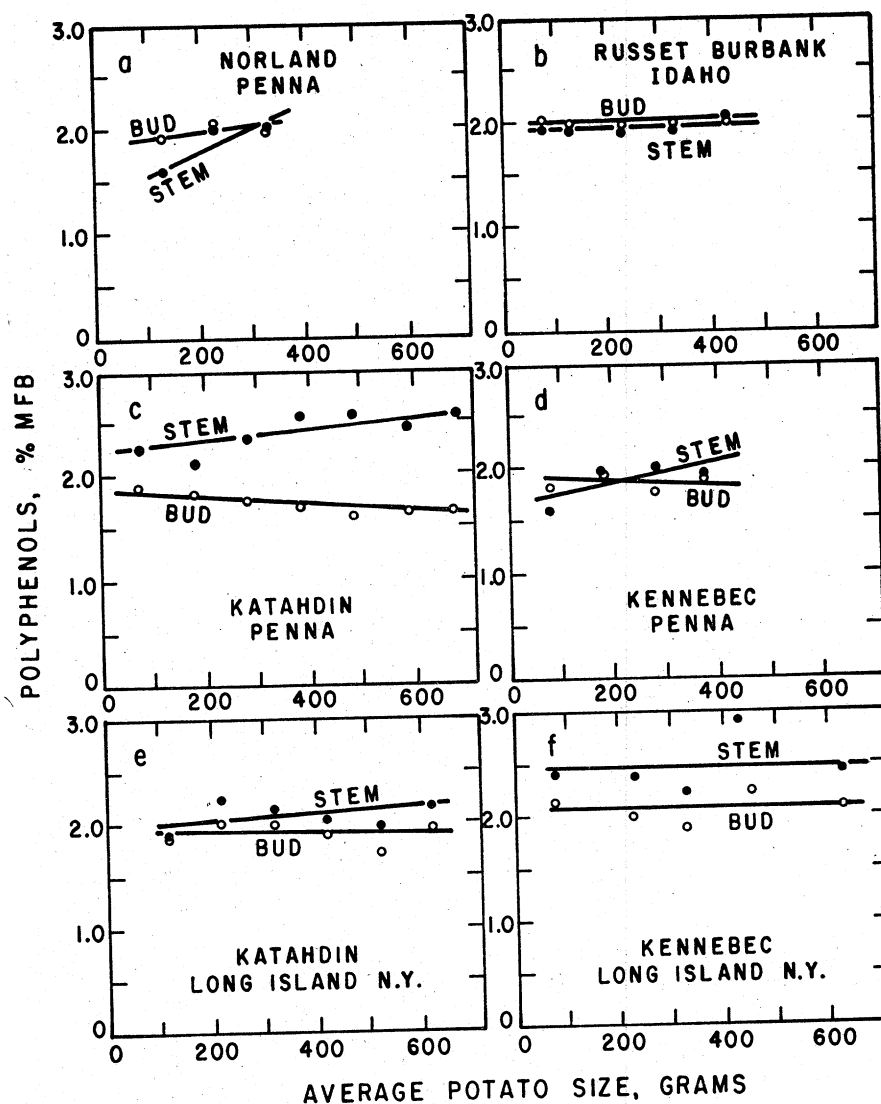 POLYPHENOLS, % MFB
3.0
2.0
1.0
0
a
NORLAND
PENNA
BUD
STEM
0 200 400 600
3.0
2.0
1.0
0
b
RUSSET BURBANK
IDAHO
BUD
STEM
0 200 400 600
3.0
2.0
1.0
0
c
STEM
BUD
KATAHDIN
PENNA
0 200 400 600
3.0
2.0
1.0
0
d
STEM
BUD
KENNEBEC
PENNA
0 200 400 600
3.0
2.0
1.0
0
e
STEM
BUD
KATAHDIN
LONG ISLAND N.Y.
0 200 400 600
3.0
2.0
1.0
0
f
STEM
BUD
KENNEBEC
LONG ISLAND N.Y.
0 200 400 600
AVERAGE POTATO SIZE, GRAMS